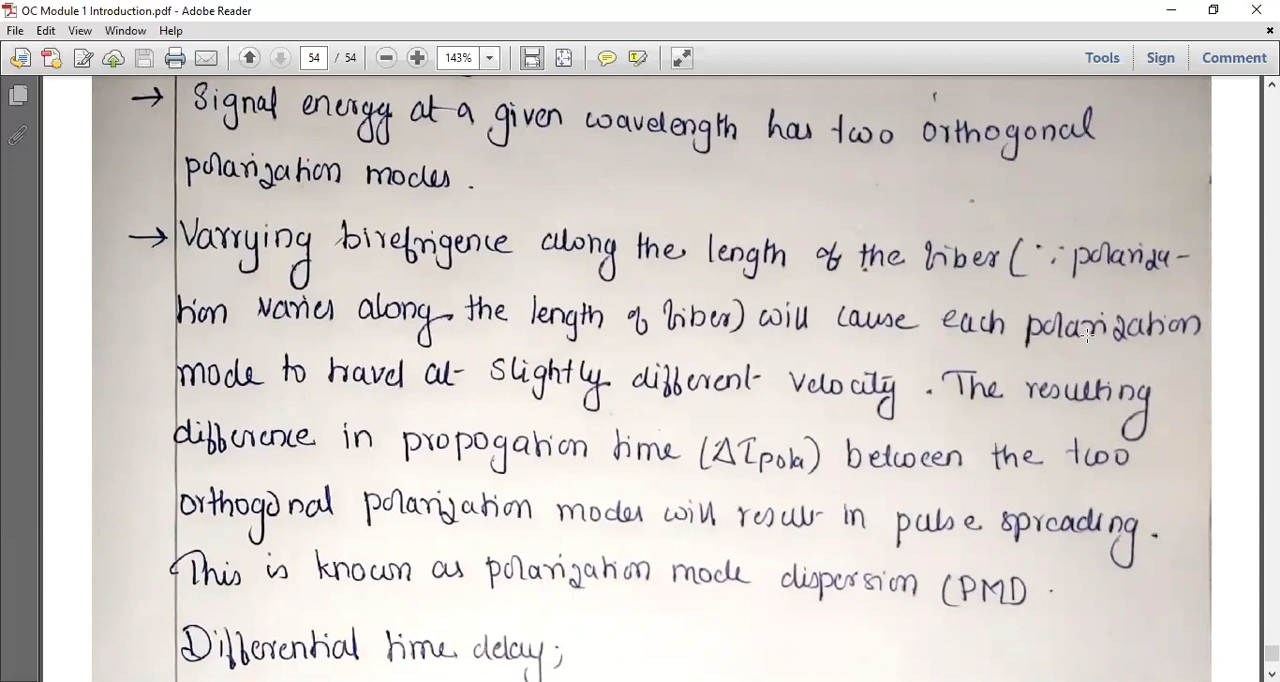 OC Module 1 Introduction.pdf - Adobe Reader
File Edit View Window Help
54 / 54 143% Tools Sign Comment
→ Signal energy at a given wavelength has two orthogonal
polarization modes.
→ Varrying birefrigence along the length of the fiber (∵ polariza-
tion varies along the length of fiber) will cause each polarization
mode to travel at slightly different velocity. The resulting
difference in propogation time (ΔTpola) between the two
orthogonal polarization modes will result in pulse spreading.
This is known as polarization mode dispersion (PMD
Differential time delay;